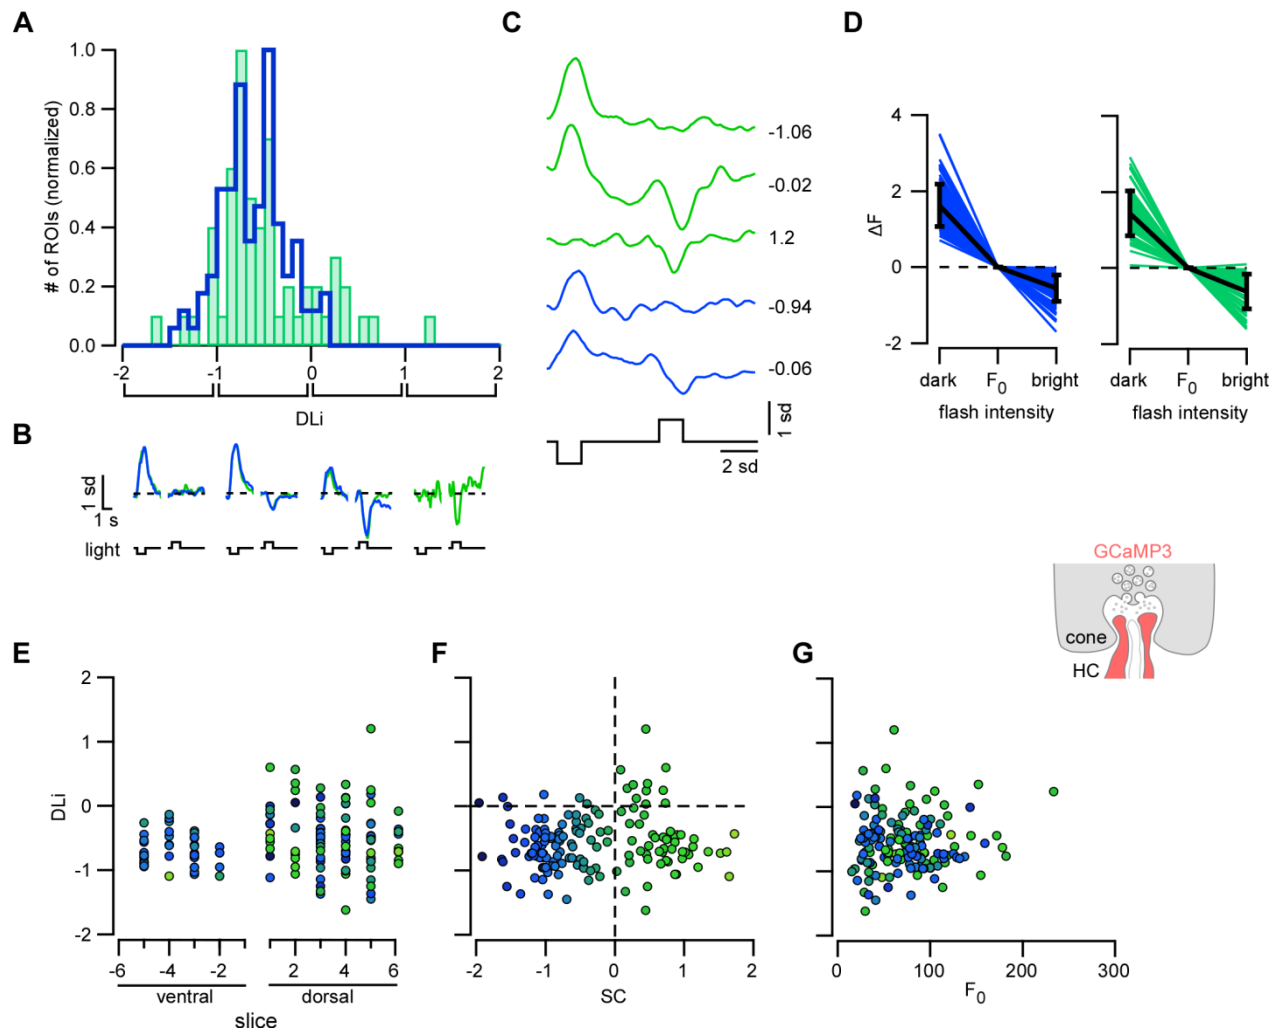 A
# of ROIs (normalized)
1.0
0.8
0.6
0.4
0.2
0.0
-2
-1
0
1
2
DLi
B
1 sd
1 s
light
C
-1.06
-0.02
1.2
-0.94
-0.06
1 sd
2 sd
D
ΔF
4
2
0
-2
dark
F0
bright
flash intensity
dark
F0
bright
flash intensity
GCaMP3
cone
HC
E
DLi
2
1
0
-1
-2
-6
-4
-2
2
4
6
ventral
dorsal
slice
F
-2
-1
0
1
2
SC
G
0
100
200
300
F0